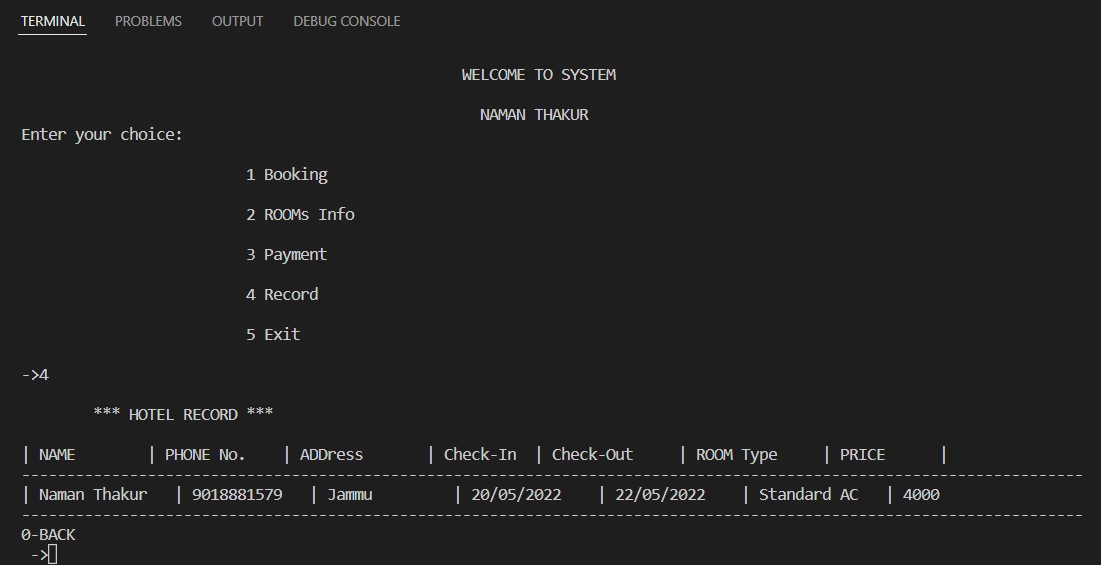 TERMINAL PROBLEMS OUTPUT DEBUG CONSOLE
WELCOME TO SYSTEM
NAMAN THAKUR
Enter your choice:
1 Booking
2 ROOMs Info
3 Payment
4 Record
5 Exit
->4
*** HOTEL RECORD ***
| NAME | PHONE No. | ADDress | Check-In | Check-Out | ROOM Type | PRICE |
----------------------------------------------------------------------------------------------------------------------
| Naman Thakur | 9018881579 | Jammu | 20/05/2022 | 22/05/2022 | Standard AC | 4000
----------------------------------------------------------------------------------------------------------------------
0-BACK
->